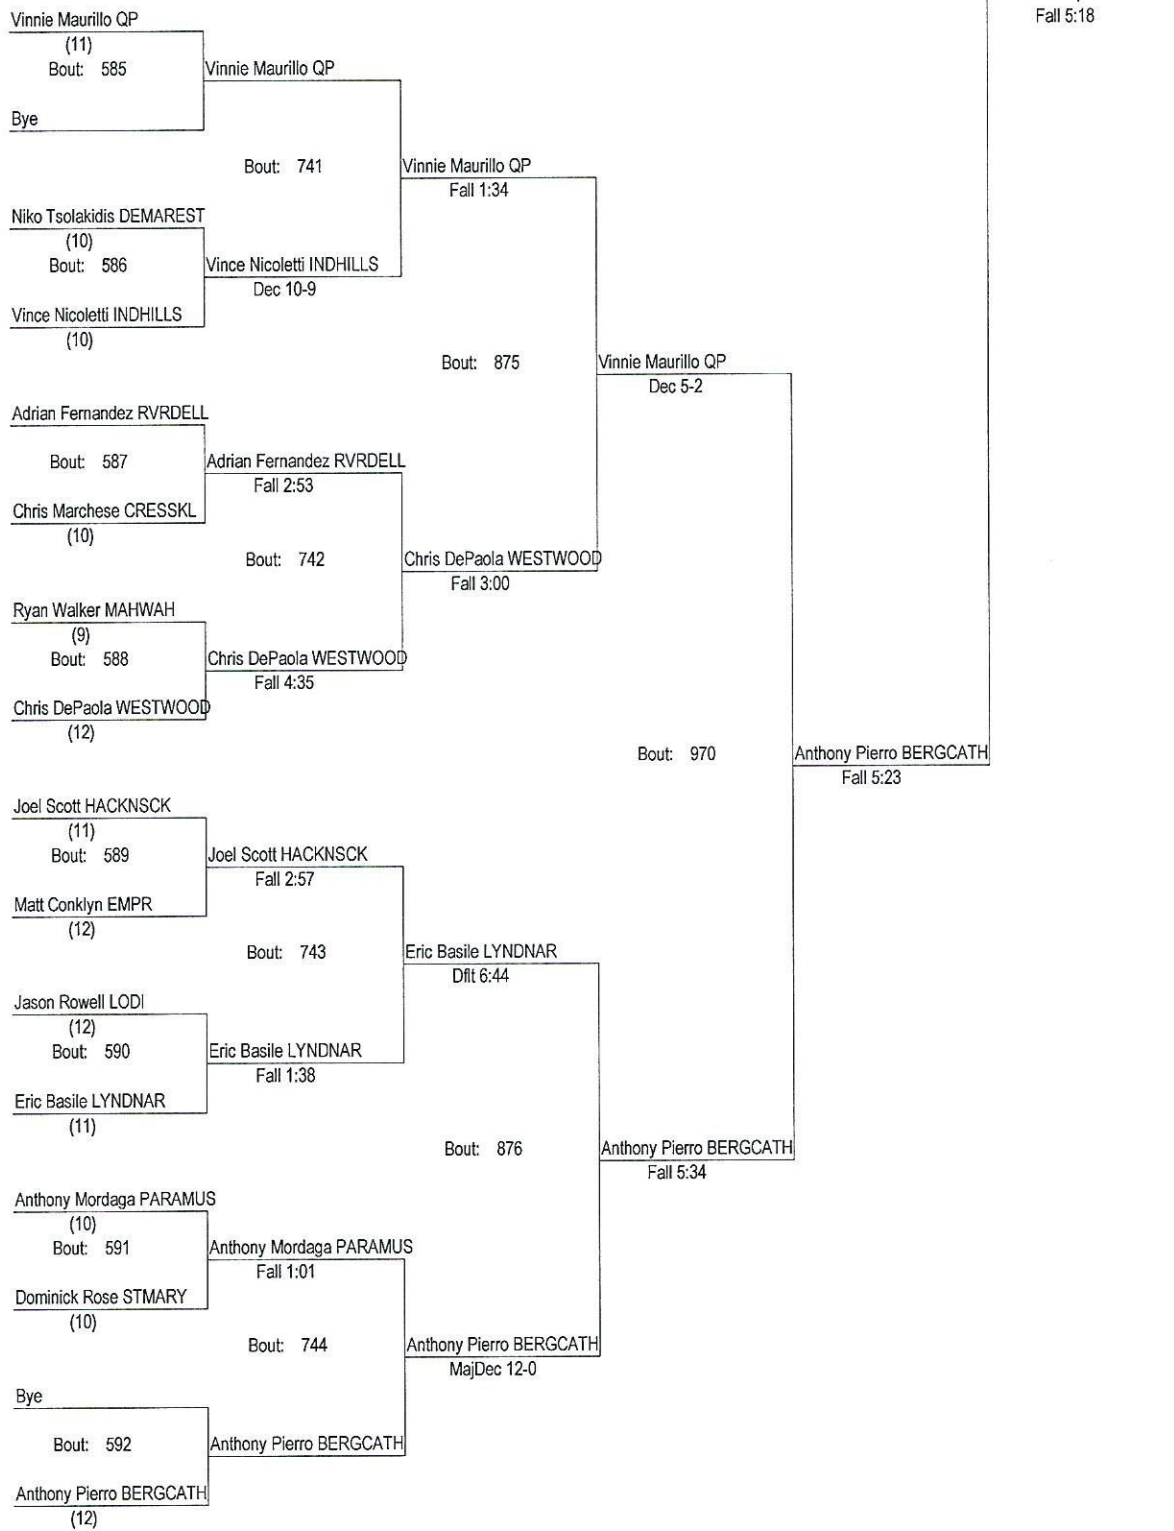 Fall 5:18
Vinnie Maurillo QP
(11)
Bout: 585
Vinnie Maurillo QP
Bye
Bout: 741
Vinnie Maurillo QP
Fall 1:34
Niko Tsolakidis DEMAREST
(10)
Bout: 586
Vince Nicoletti INDHILLS
Dec 10-9
Vince Nicoletti INDHILLS
(10)
Bout: 875
Vinnie Maurillo QP
Dec 5-2
Adrian Fernandez RVRDELL
Bout: 587
Adrian Fernandez RVRDELL
Fall 2:53
Chris Marchese CRESSKL
(10)
Bout: 742
Chris DePaola WESTWOOD
Fall 3:00
Ryan Walker MAHWAH
(9)
Bout: 588
Chris DePaola WESTWOOD
Fall 4:35
Chris DePaola WESTWOOD
(12)
Bout: 970
Anthony Pierro BERGCATH
Fall 5:23
Joel Scott HACKNSCK
(11)
Bout: 589
Joel Scott HACKNSCK
Fall 2:57
Matt Conklyn EMPR
(12)
Bout: 743
Eric Basile LYNDNAR
Dflt 6:44
Jason Rowell LODI
(12)
Bout: 590
Eric Basile LYNDNAR
Fall 1:38
Eric Basile LYNDNAR
(11)
Bout: 876
Anthony Pierro BERGCATH
Fall 5:34
Anthony Mordaga PARAMUS
(10)
Bout: 591
Anthony Mordaga PARAMUS
Fall 1:01
Dominick Rose STMARY
(10)
Bout: 744
Anthony Pierro BERGCATH
MajDec 12-0
Bye
Bout: 592
Anthony Pierro BERGCATH
Anthony Pierro BERGCATH
(12)